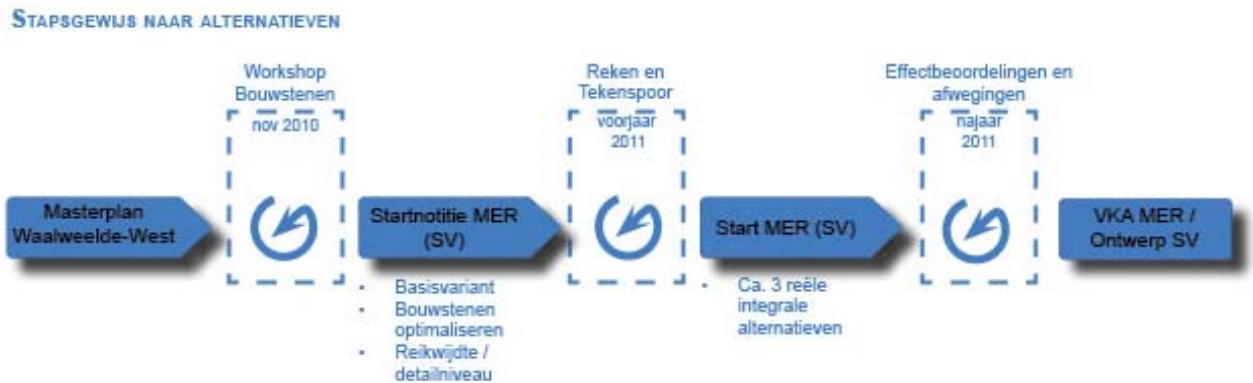 STAPSGEWIJS NAAR ALTERNATIEVEN
Workshop
Bouwstenen
nov 2010
Reken en
Tekenspoor
voorjaar
2011
Effectbeoordelingen en
afwegingen
najaar
2011
Masterplan
Waalweelde-West
Startnotitie MER
(SV)
Start MER (SV)
VKA MER /
Ontwerp SV
- Basisvariant
- Bouwstenen
optimaliseren
- Reikwijdte /
detailniveau
- Ca. 3 reële
integrale
alternatieven